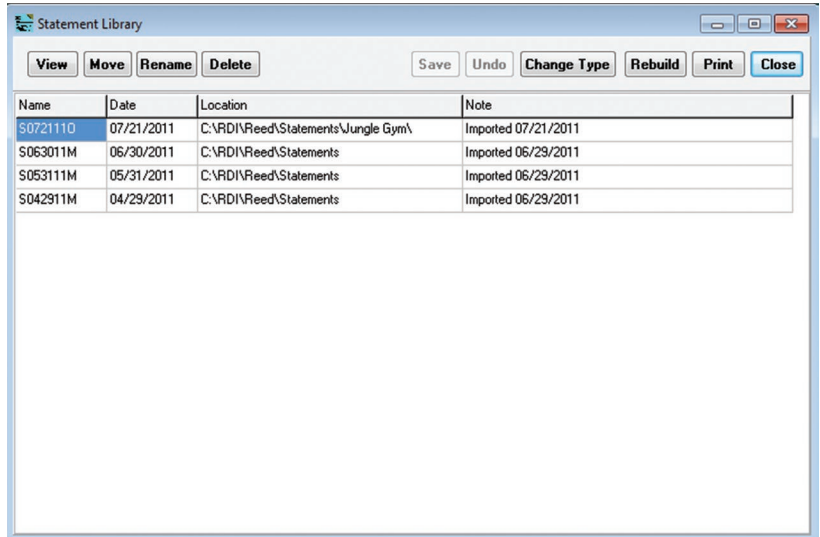 Statement Library
View Move Rename Delete Save Undo Change Type Rebuild Print Close
Name Date Location Note
S072111O 07/21/2011 C:\RDI\Reed\Statements\Jungle Gym\ Imported 07/21/2011
S063011M 06/30/2011 C:\RDI\Reed\Statements Imported 06/29/2011
S053111M 05/31/2011 C:\RDI\Reed\Statements Imported 06/29/2011
S042911M 04/29/2011 C:\RDI\Reed\Statements Imported 06/29/2011